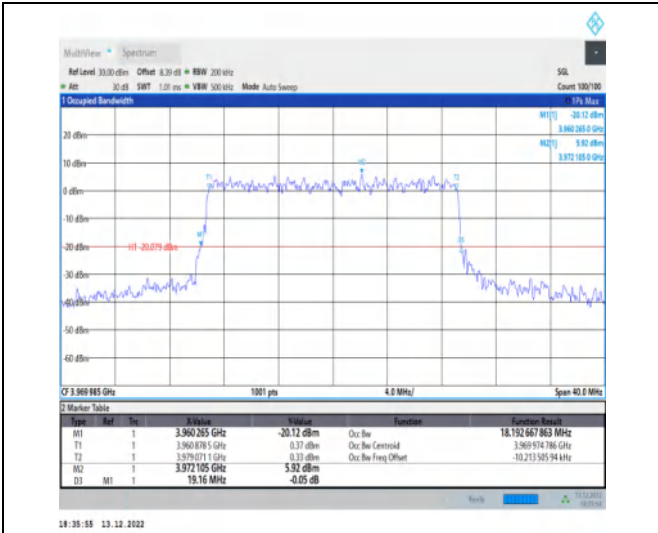 MultiView Spectrum
Ref Level 30.00 dBm Offset 8.39 dB RBW 200 kHz SGL
Att 30 dB SWT 1.01 ms VBW 500 kHz Mode Auto Sweep Count 100/100
1 Occupied Bandwidth 1Pk Max
M1[1] -20.12 dBm
3.960 265 0 GHz
M2[1] 5.92 dBm
3.972 105 0 GHz
20 dBm
10 dBm
M2
T1 T2
0 dBm
-10 dBm
M1
-20 dBm H1 -20.079 dBm
-30 dBm
-40 dBm
-50 dBm
-60 dBm
CF 3.969 985 GHz 1001 pts 4.0 MHz/ Span 40.0 MHz
2 Marker Table
Type Ref Trc X-Value Y-Value Function Function Result
M1 1 3.960 265 GHz -20.12 dBm Occ Bw 18.192 667 863 MHz
T1 1 3.960 878 5 GHz 0.37 dBm Occ Bw Centroid 3.969 974 786 GHz
T2 1 3.979 071 1 GHz 0.33 dBm Occ Bw Freq Offset -10.213 505 94 kHz
M2 1 3.972 105 GHz 5.92 dBm
D3 M1 1 19.16 MHz -0.05 dB
Ready 13.12.2022
18:35:55 13.12.2022